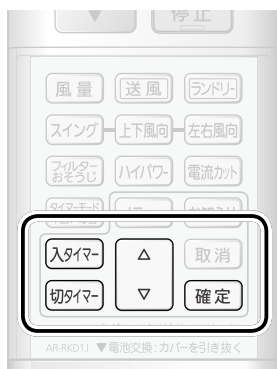 停止
風量 送風 ランドリー
スイング 上下風向 左右風向
フィルターおそうじ ハイパワー 電流カット
入タイマー △ 取消
切タイマー ▽ 確定
AR-RKD1J ▼電池交換:カバーを引き抜く